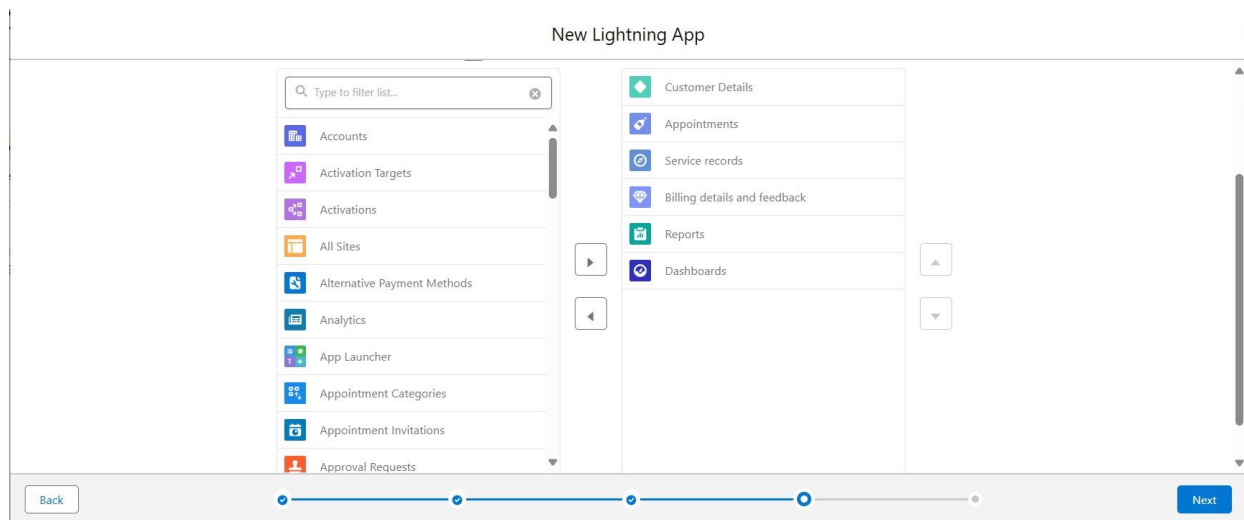 New Lightning App
Type to filter list...
Accounts
Activation Targets
Activations
All Sites
Alternative Payment Methods
Analytics
App Launcher
Appointment Categories
Appointment Invitations
Approval Requests
Customer Details
Appointments
Service records
Billing details and feedback
Reports
Dashboards
Back
Next